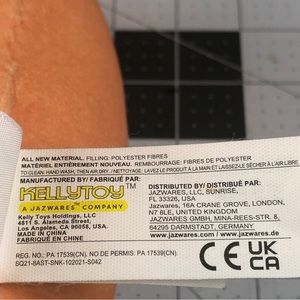 ALL NEW MATERIAL. FILLING: POLYESTER FIBRES
MATÉRIEL ENTIÈREMENT NOUVEAU. REMBOURRAGE: FIBRES DE POLYESTER
TO CLEAN, HAND WASH, THEN AIR DRY. / NETTOYAGE: LAVEZ LE PRODUIT À LA MAIN ET LAISSEZ-LE SÉCHER À L'AIR LIBRE.
MANUFACTURED BY/ FABRIQUÉ PAR:
KELLYTOY™
A JAZWARES™ COMPANY
Kelly Toys Holdings, LLC
4811 S. Alameda Street,
Los Angeles, CA 90058, USA.
MADE IN CHINA
FABRIQUÉ EN CHINE
DISTRIBUTED BY/ DISTRIBUÉ PAR:
JAZWARES, LLC, SUNRISE,
FL 33326, USA
Jazwares, 16A CRANE GROVE, LONDON,
N7 8LE, UNITED KINGDOM
JAZWARES GMBH, MINA-REES-STR. 8,
64295 DARMSTADT, GERMANY.
www.jazwares.com
CE UK CA
REG. NO.: PA 17539(CN). NO DE PERMIS: PA 17539(CN).
SQ21-8AST-SNK-102021-S042